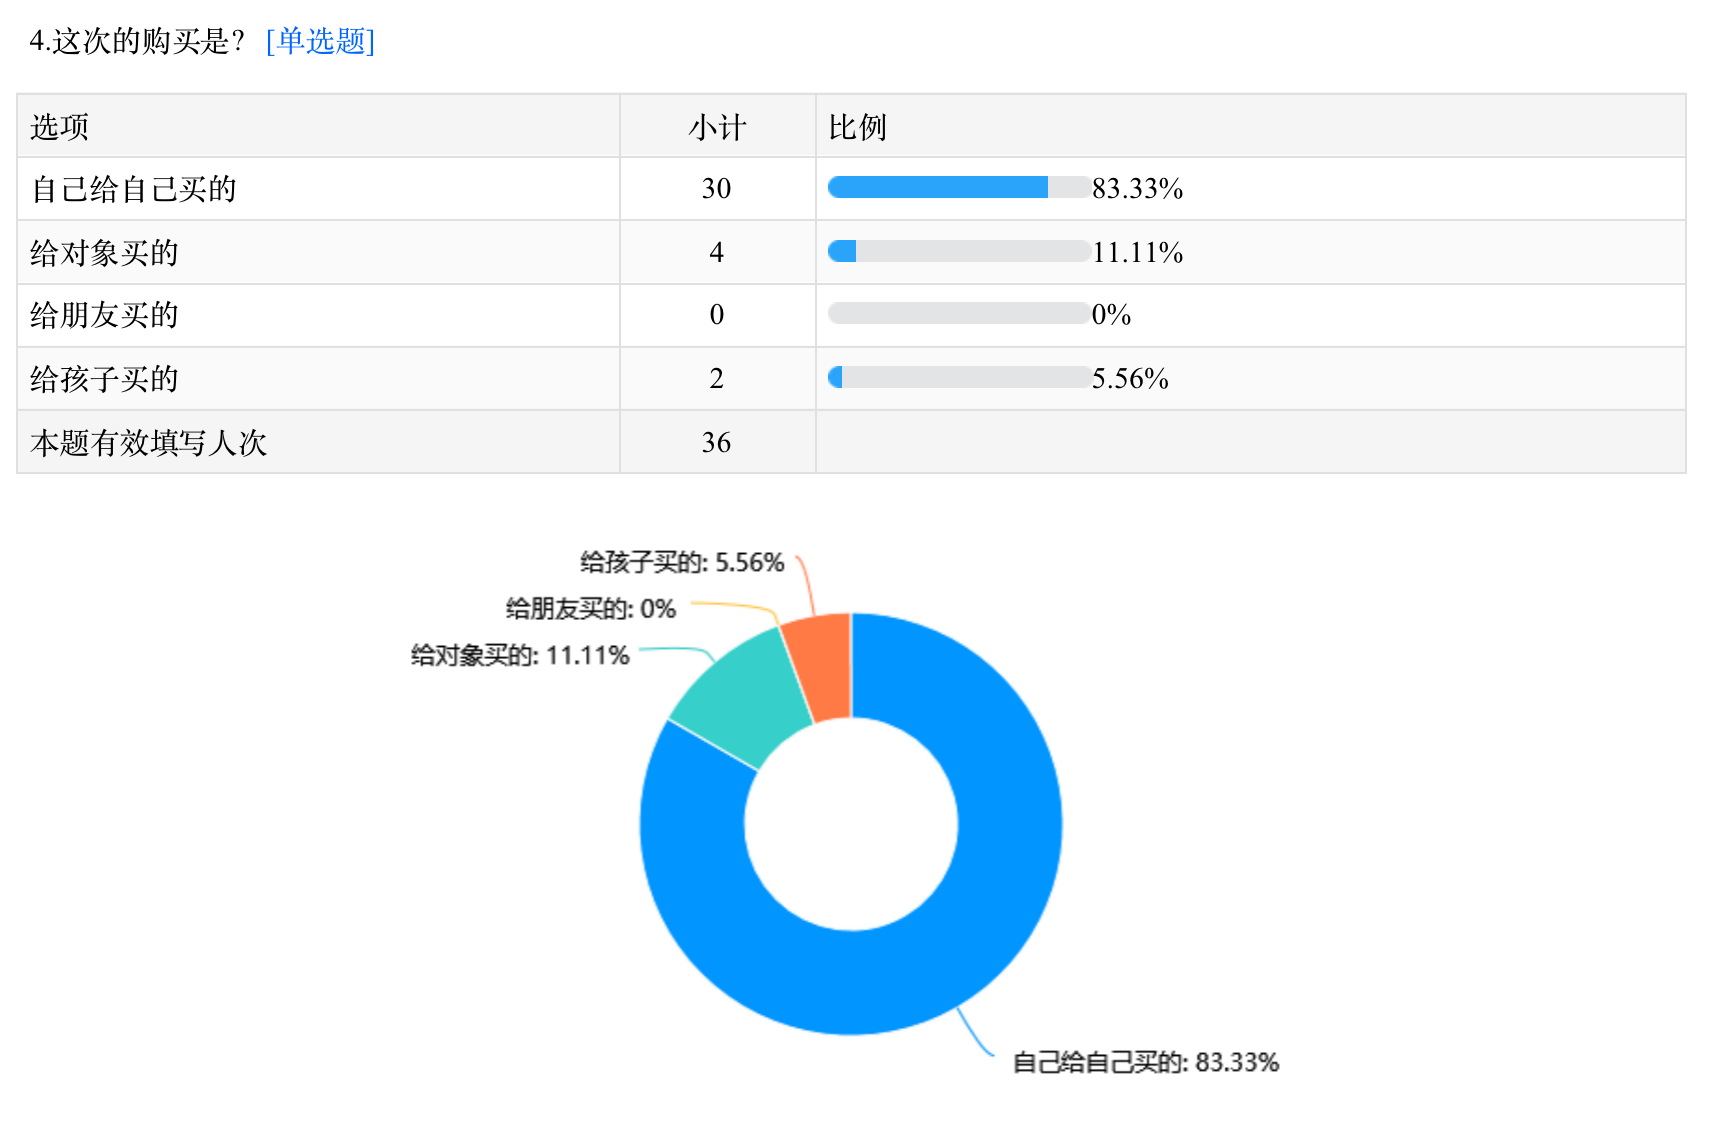 4.这次的购买是？ [单选题]
选项 小计 比例
自己给自己买的 30 83.33%
给对象买的 4 11.11%
给朋友买的 0 0%
给孩子买的 2 5.56%
本题有效填写人次 36
给孩子买的: 5.56%
给朋友买的: 0%
给对象买的: 11.11%
自己给自己买的: 83.33%